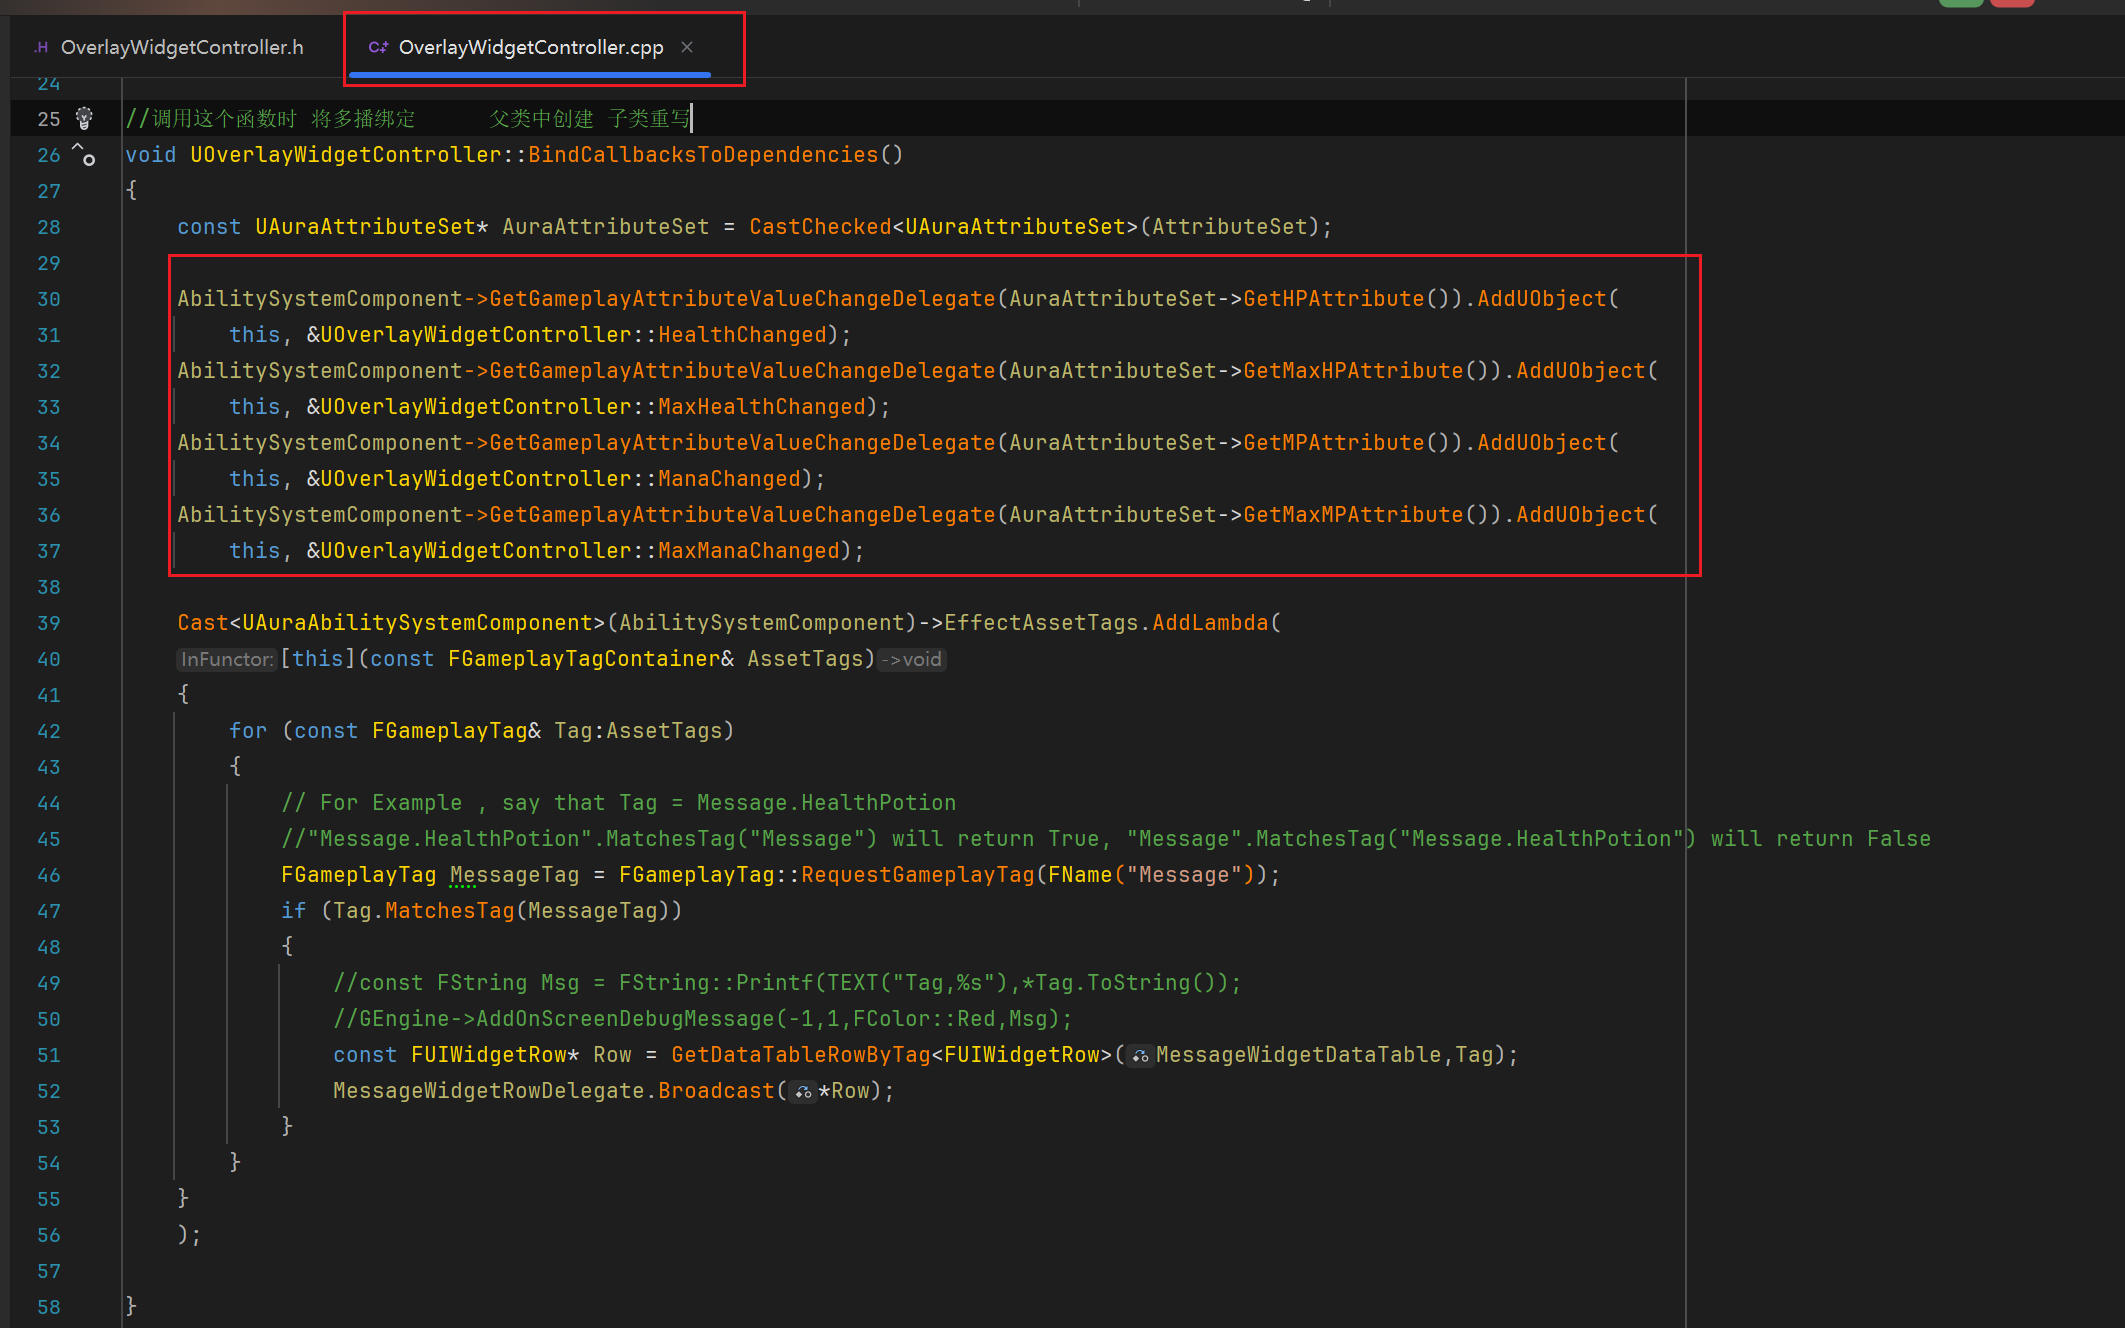 .H OverlayWidgetController.h C++ OverlayWidgetController.cpp ×
24
25 //调用这个函数时 将多播绑定 父类中创建 子类重写
26 void UOverlayWidgetController::BindCallbacksToDependencies()
27 {
28 const UAuraAttributeSet* AuraAttributeSet = CastChecked<UAuraAttributeSet>(AttributeSet);
29
30 AbilitySystemComponent->GetGameplayAttributeValueChangeDelegate(AuraAttributeSet->GetHPAttribute()).AddUObject(
31 this, &UOverlayWidgetController::HealthChanged);
32 AbilitySystemComponent->GetGameplayAttributeValueChangeDelegate(AuraAttributeSet->GetMaxHPAttribute()).AddUObject(
33 this, &UOverlayWidgetController::MaxHealthChanged);
34 AbilitySystemComponent->GetGameplayAttributeValueChangeDelegate(AuraAttributeSet->GetMPAttribute()).AddUObject(
35 this, &UOverlayWidgetController::ManaChanged);
36 AbilitySystemComponent->GetGameplayAttributeValueChangeDelegate(AuraAttributeSet->GetMaxMPAttribute()).AddUObject(
37 this, &UOverlayWidgetController::MaxManaChanged);
38
39 Cast<UAuraAbilitySystemComponent>(AbilitySystemComponent)->EffectAssetTags.AddLambda(
40 InFunctor: [this](const FGameplayTagContainer& AssetTags) ->void
41 {
42 for (const FGameplayTag& Tag:AssetTags)
43 {
44 // For Example , say that Tag = Message.HealthPotion
45 //"Message.HealthPotion".MatchesTag("Message") will return True, "Message".MatchesTag("Message.HealthPotion") will return False
46 FGameplayTag MessageTag = FGameplayTag::RequestGameplayTag(FName("Message"));
47 if (Tag.MatchesTag(MessageTag))
48 {
49 //const FString Msg = FString::Printf(TEXT("Tag,%s"),*Tag.ToString());
50 //GEngine->AddOnScreenDebugMessage(-1,1,FColor::Red,Msg);
51 const FUIWidgetRow* Row = GetDataTableRowByTag<FUIWidgetRow>(MessageWidgetDataTable,Tag);
52 MessageWidgetRowDelegate.Broadcast(*Row);
53 }
54 }
55 }
56 );
57
58 }